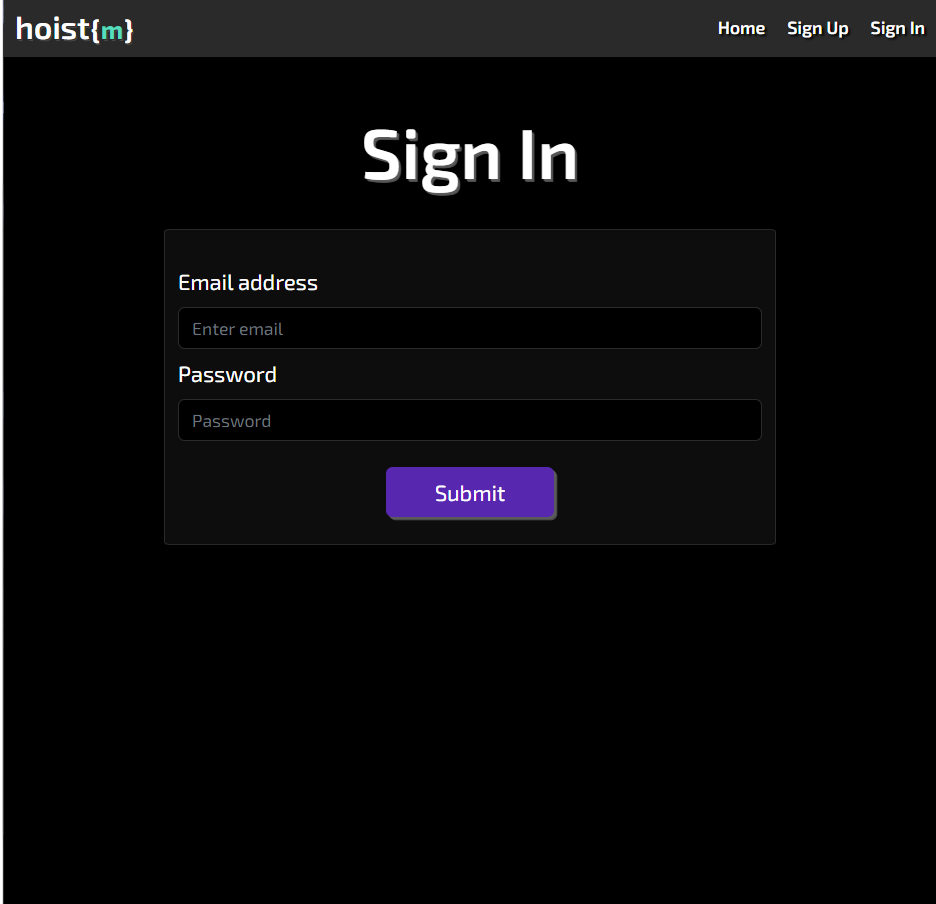 hoist{m}
Home Sign Up Sign In
Sign In
Email address
Enter email
Password
Password
Submit